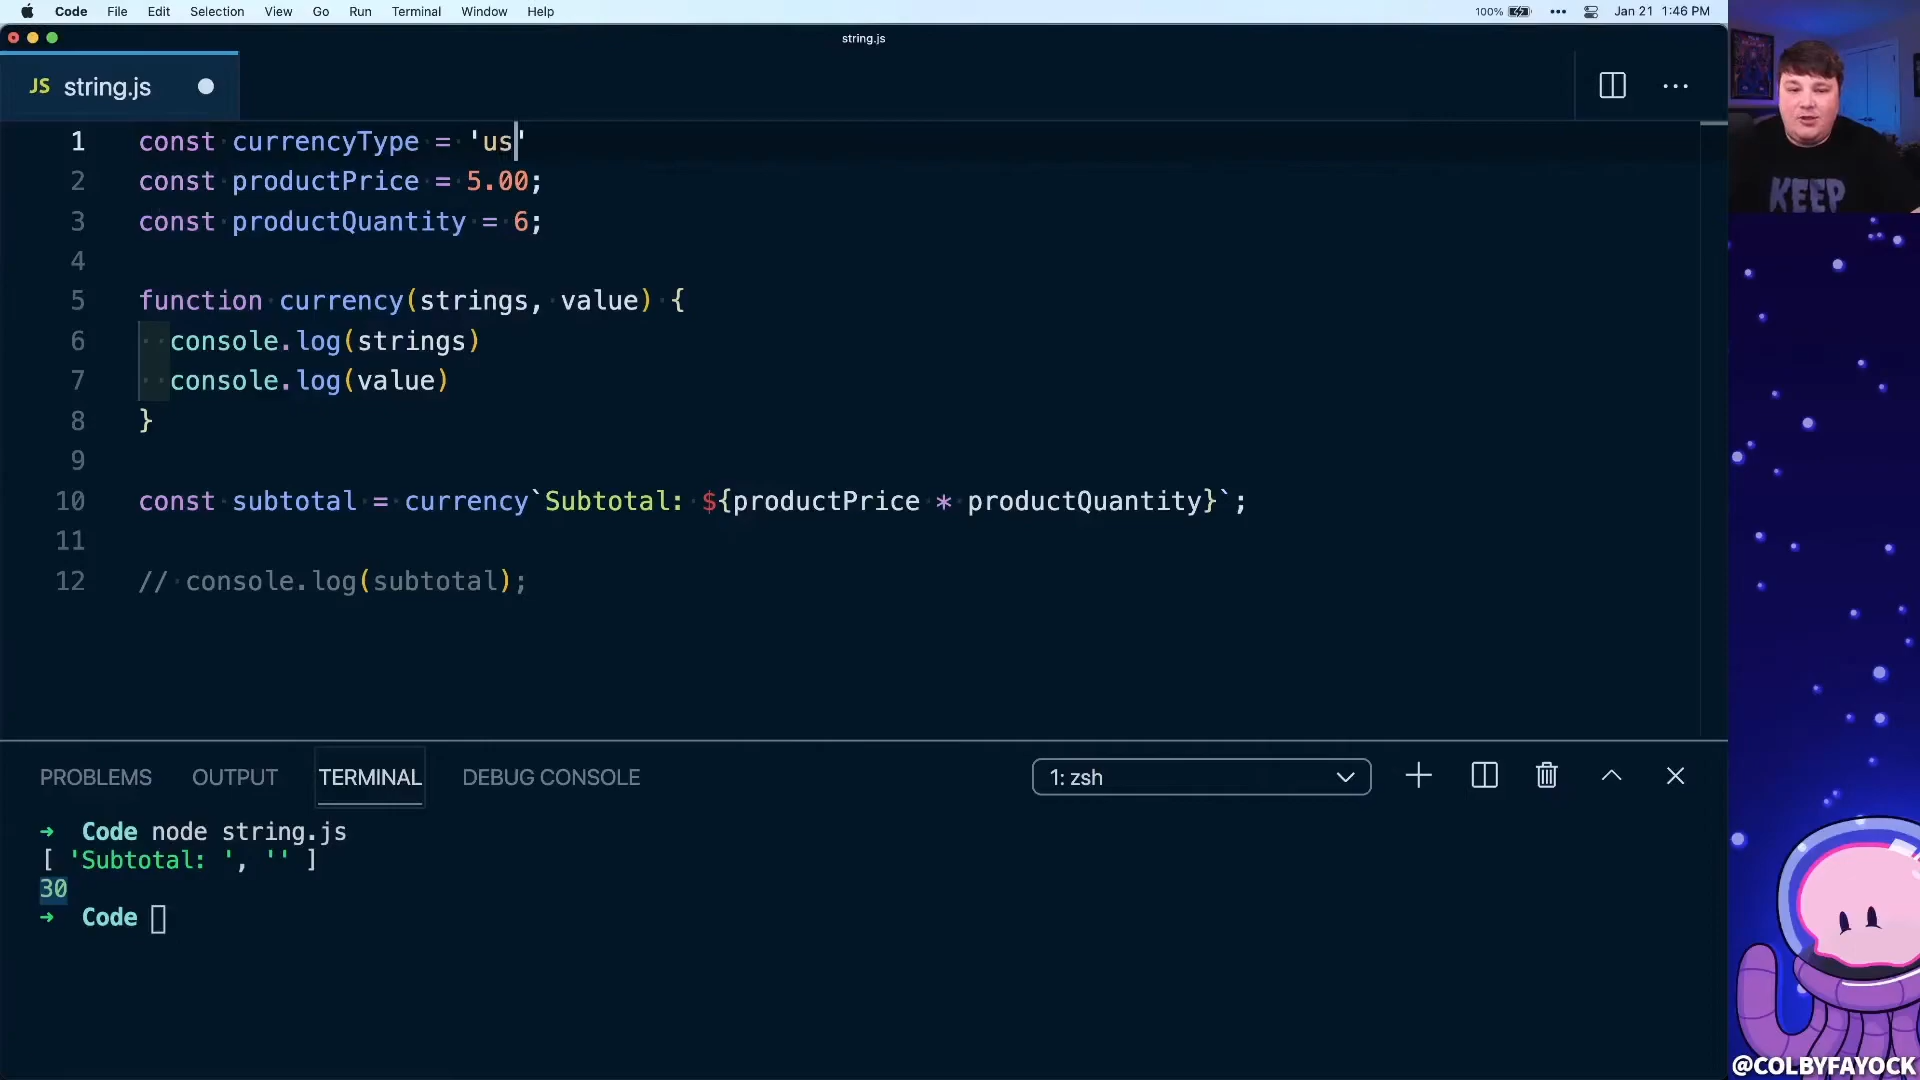 Code File Edit Selection View Go Run Terminal Window Help 100% ••• Jan 21 1:46 PM
string.js
JS string.js
1 const currencyType = 'us'
2 const productPrice = 5.00;
3 const productQuantity = 6;
4
5 function currency(strings, value) {
6 console.log(strings)
7 console.log(value)
8 }
9
10 const subtotal = currency`Subtotal: ${productPrice * productQuantity}`;
11
12 // console.log(subtotal);
PROBLEMS OUTPUT TERMINAL DEBUG CONSOLE 1: zsh
➜ Code node string.js
[ 'Subtotal: ', '' ]
30
➜ Code
KEEP
@COLBYFAYOCK